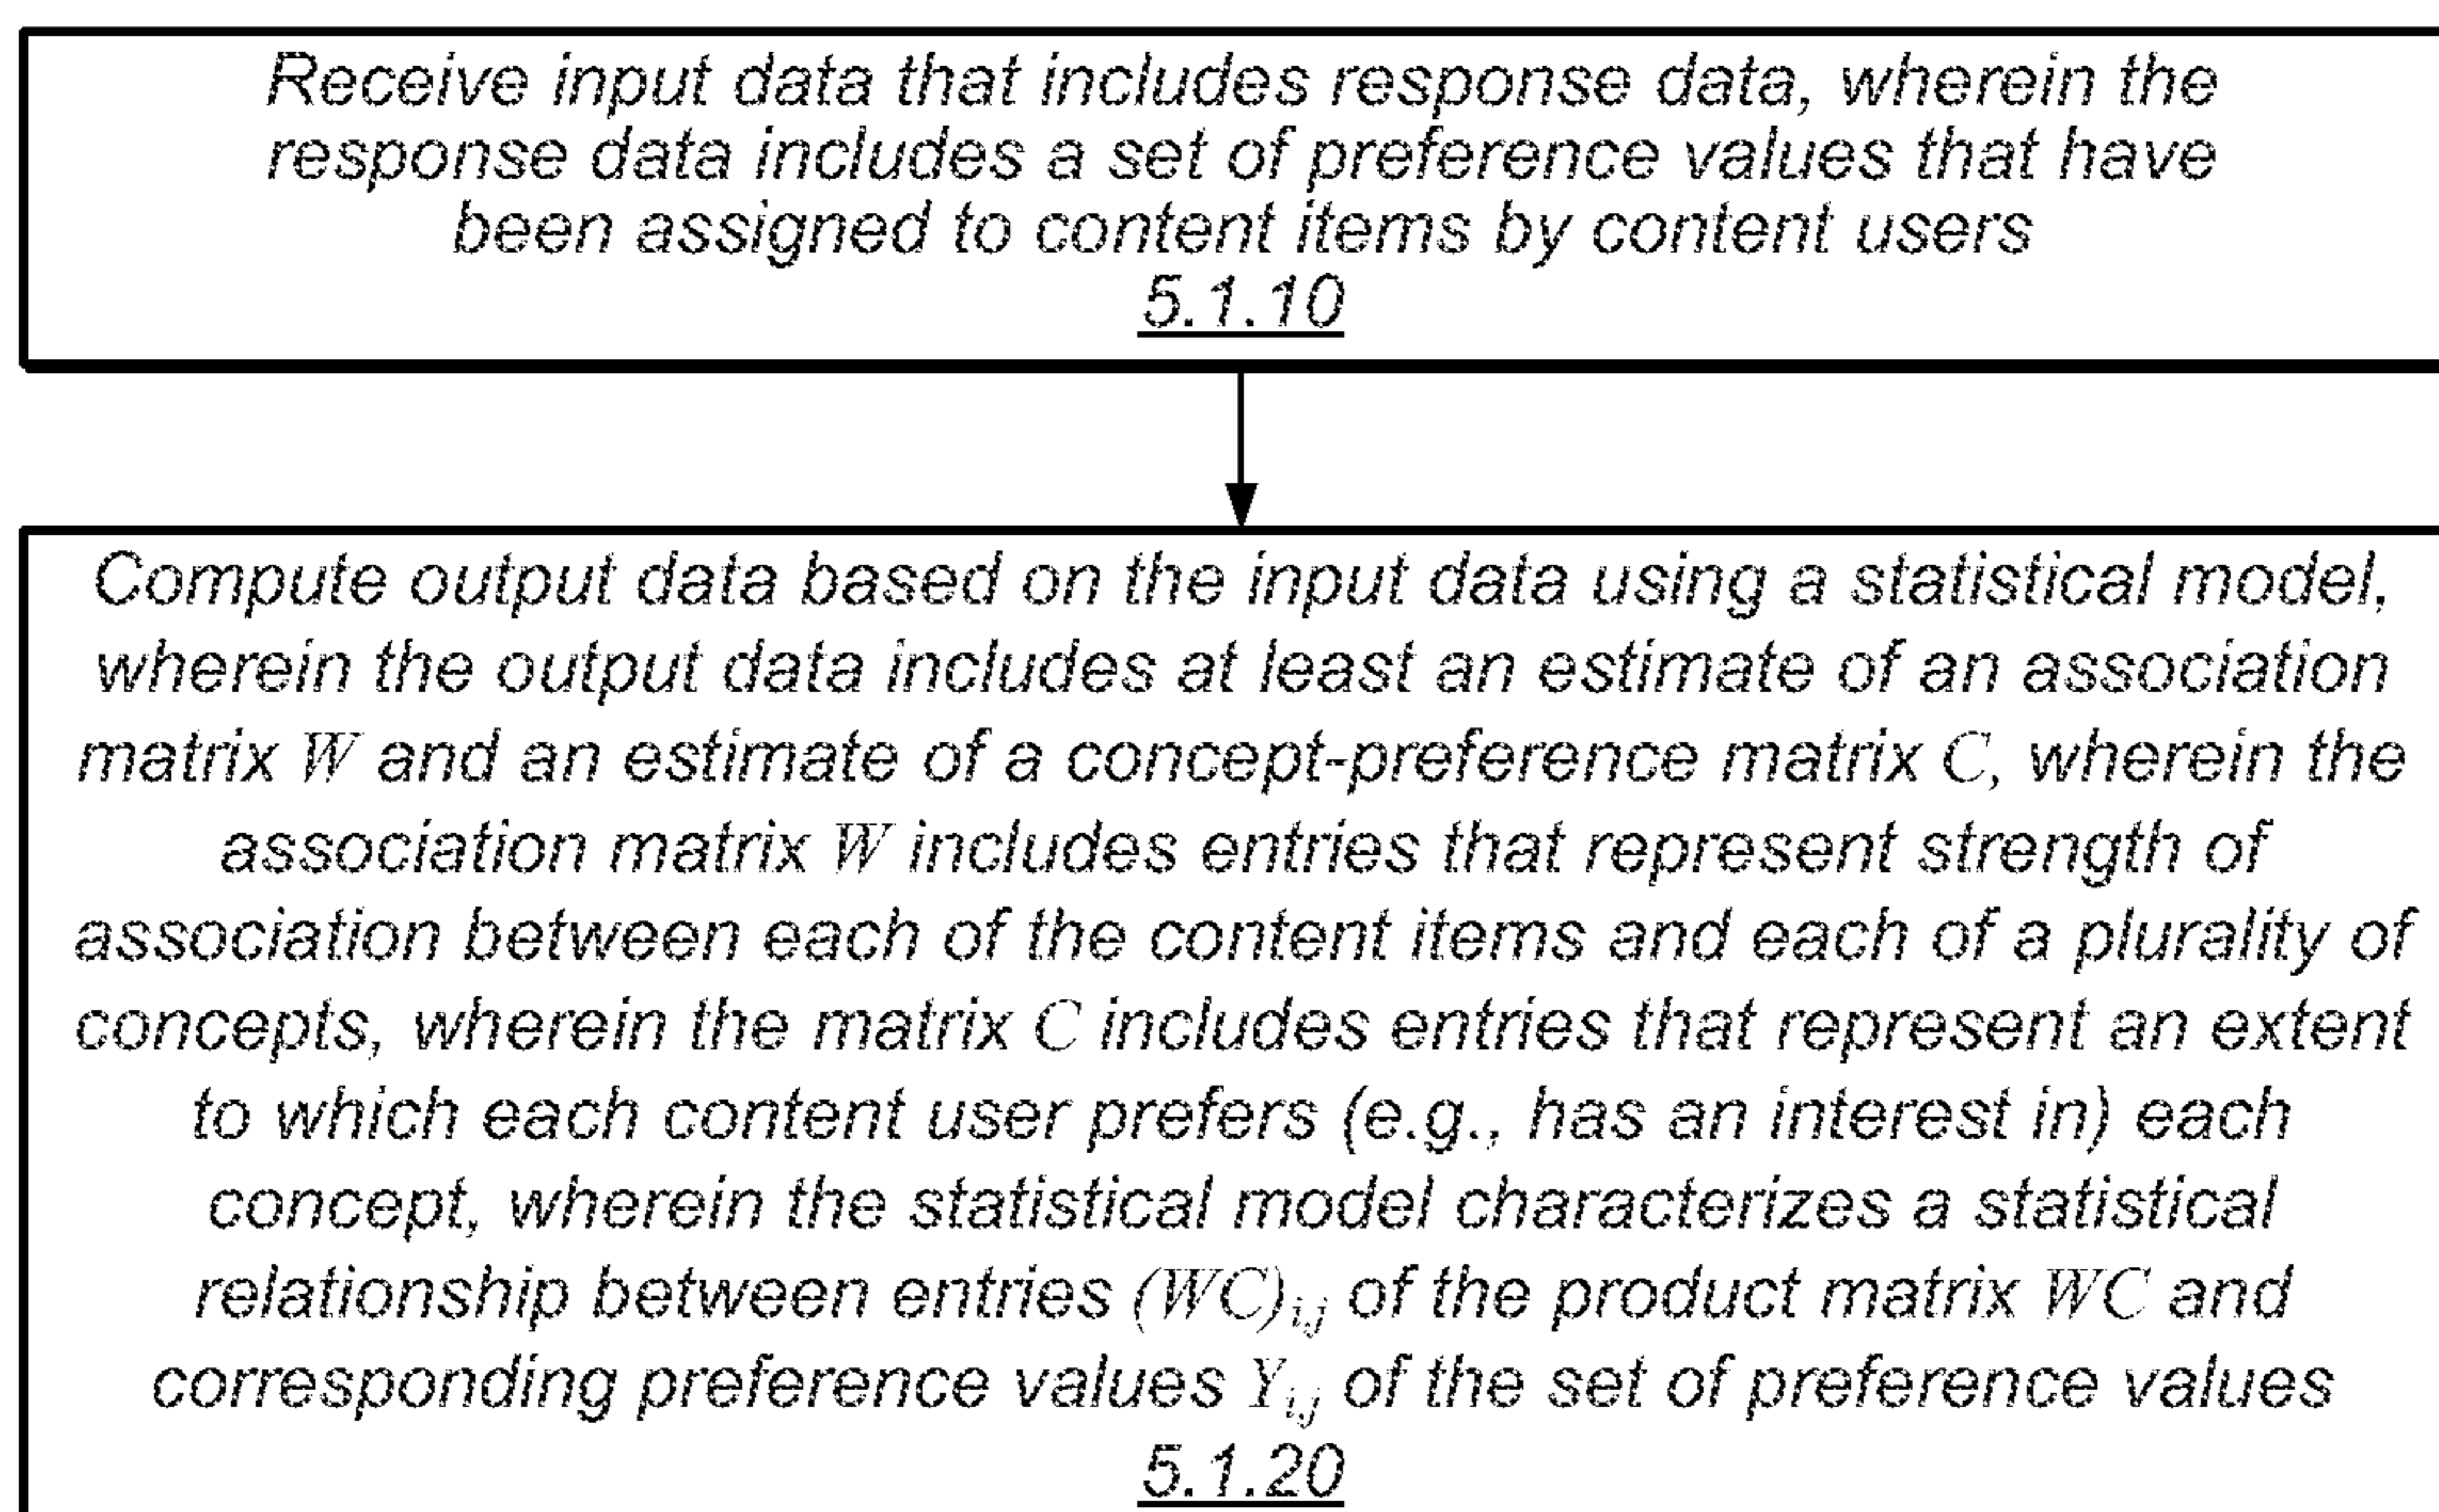 Receive input data that includes response data, wherein the
response data includes a set of preference values that have
been assigned to content items by content users
5.1.10
Compute output data based on the input data using a statistical model,
wherein the output data includes at least an estimate of an association
matrix W and an estimate of a concept-preference matrix C, wherein the
association matrix W includes entries that represent strength of
association between each of the content items and each of a plurality of
concepts, wherein the matrix C includes entries that represent an extent
to which each content user prefers (e.g., has an interest in) each
concept, wherein the statistical model characterizes a statistical
relationship between entries (WC)i,j of the product matrix WC and
corresponding preference values Yi,j of the set of preference values
5.1.20